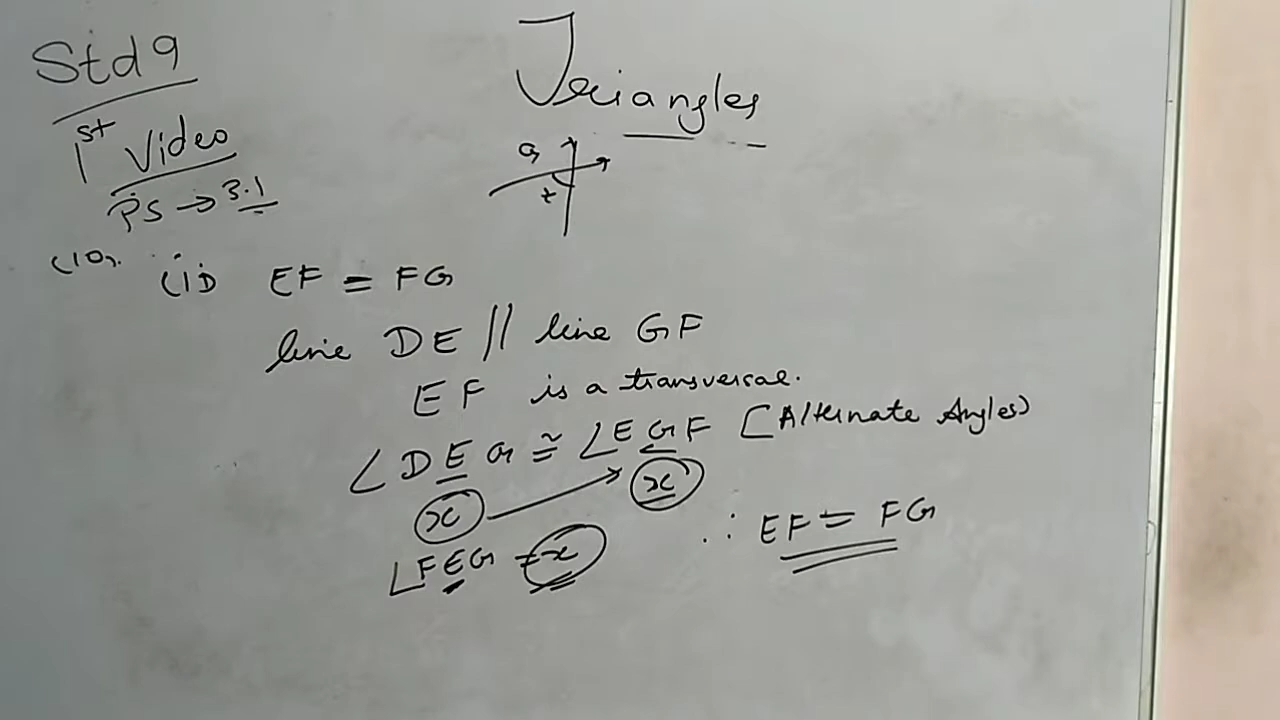 Std 9
Triangles
1st Video
PS → 3.1
(10). (ii) EF = FG
line DE // line GF
EF is a transversal.
∠DEG ≅ ∠EGF [Alternate Angles)
x x
∠FEG = x
∴ EF = FG